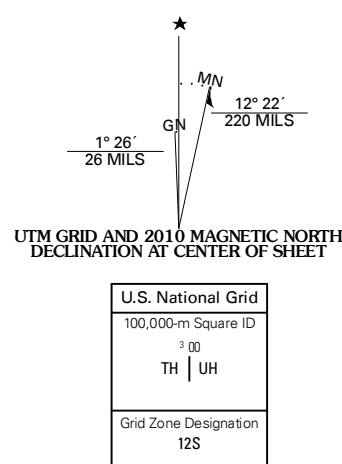 ★
MN
GN
12° 22´
220 MILS
1° 26´
26 MILS
UTM GRID AND 2010 MAGNETIC NORTH
DECLINATION AT CENTER OF SHEET
U.S. National Grid
100,000-m Square ID
³ 00
TH | UH
Grid Zone Designation
12S